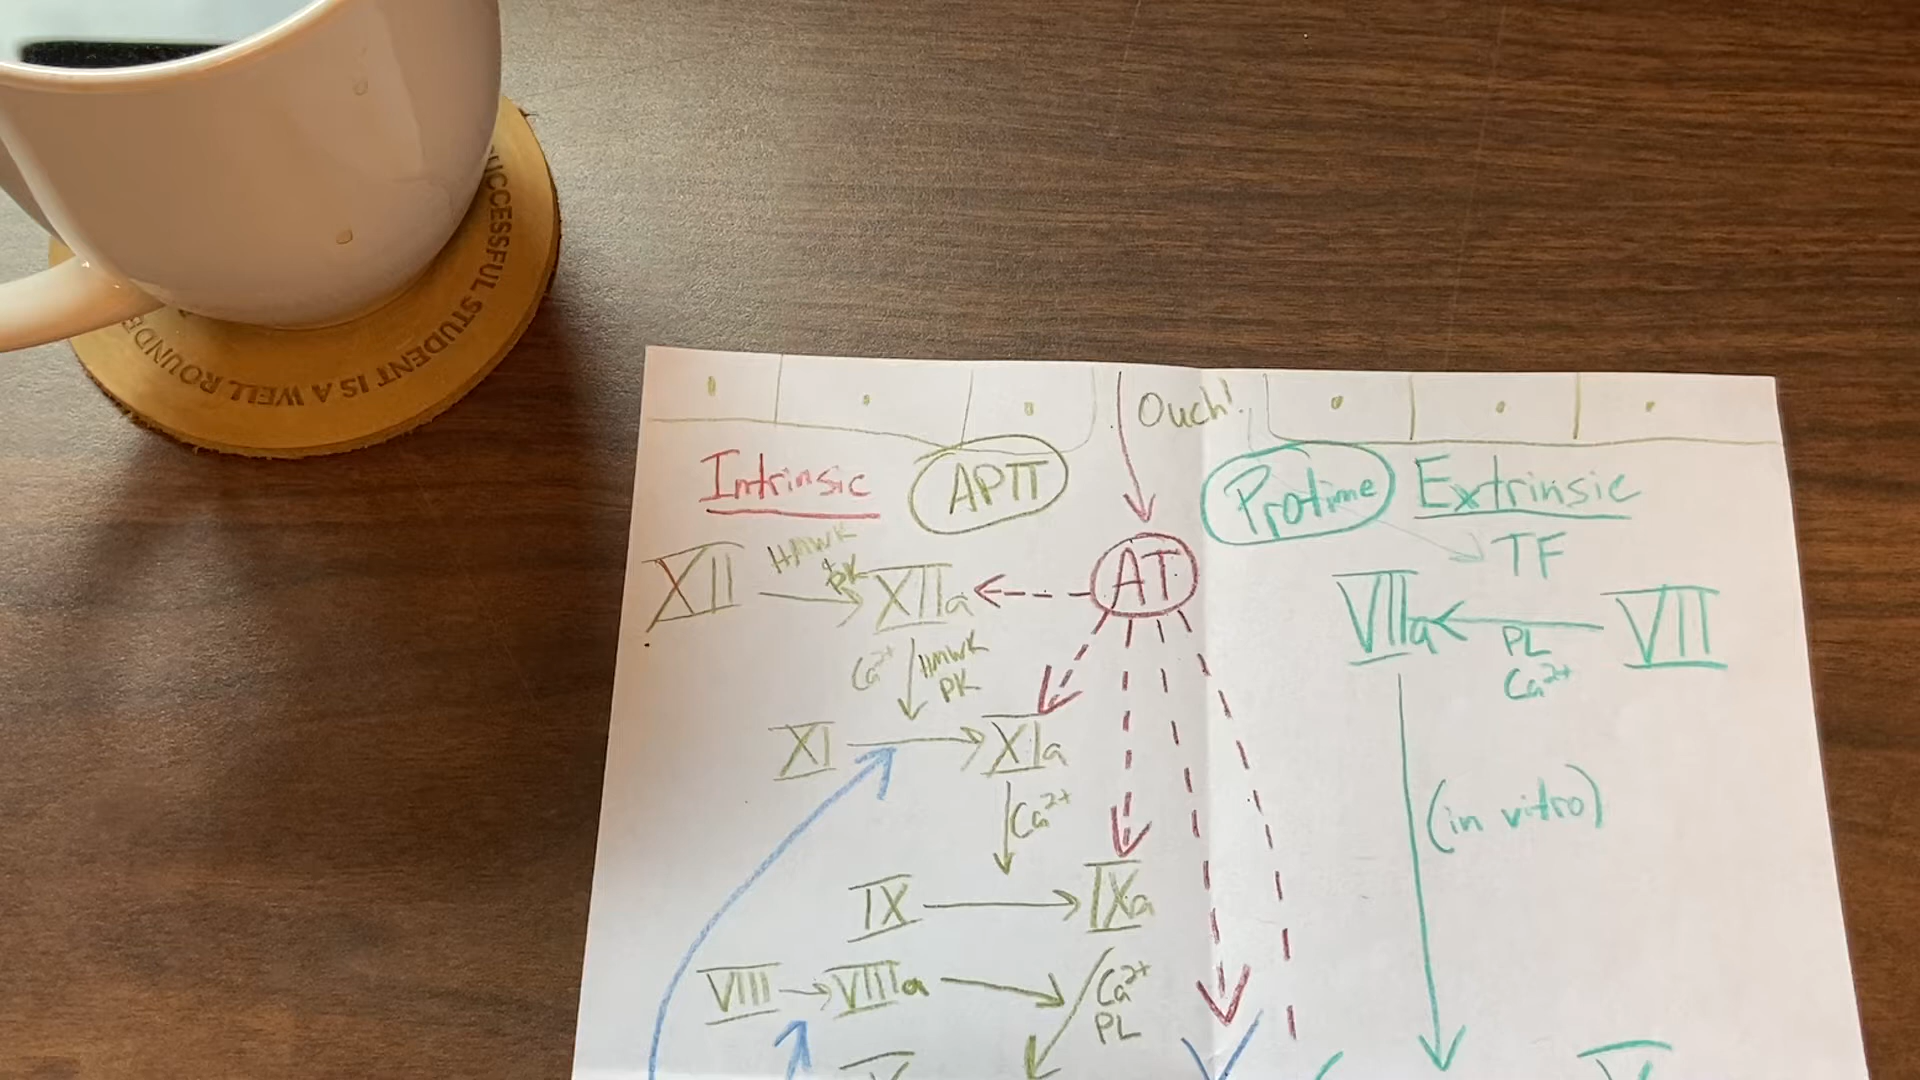 SUCCESSFUL STUDENT IS A WELL ROUNDE
Ouch!
Intrinsic
APTT
Protime
Extrinsic
TF
XII
HMWK
+
PK
XIIa
AT
VIIa
PL
Ca2+
VII
Ca2+
HMWK
PK
XI
XIa
Ca2+
(in vitro)
IX
IXa
VIII
VIIIa
Ca2+
PL